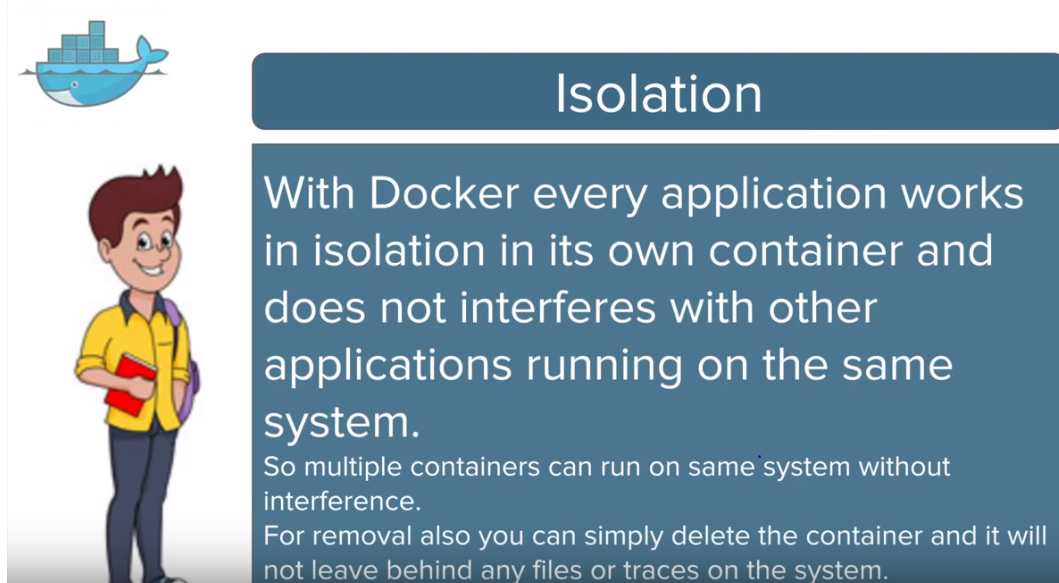 Isolation
With Docker every application works
in isolation in its own container and
does not interferes with other
applications running on the same
system.
So multiple containers can run on same system without
interference.
For removal also you can simply delete the container and it will
not leave behind any files or traces on the system.